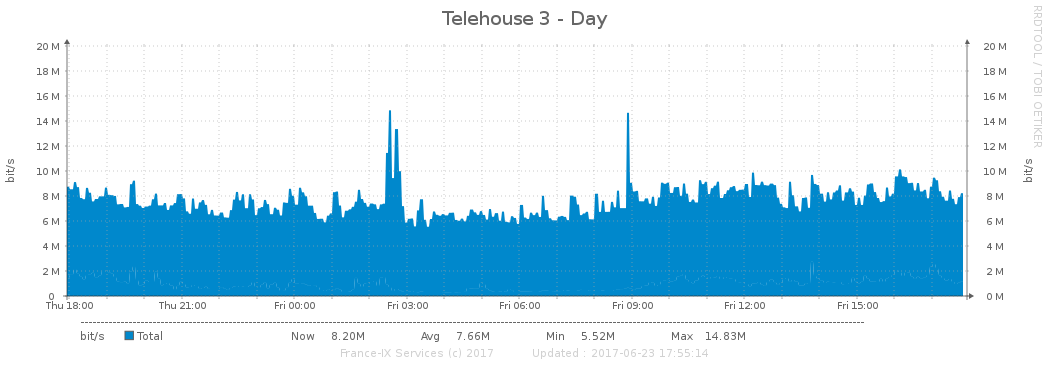 Telehouse 3 - Day
RRDTOOL / TOBI OETIKER
20 M 20 M
18 M 18 M
16 M 16 M
14 M 14 M
12 M 12 M
10 M 10 M
8 M 8 M
6 M 6 M
4 M 4 M
2 M 2 M
0 0 M
bit/s bit/s
Thu 18:00 Thu 21:00 Fri 00:00 Fri 03:00 Fri 06:00 Fri 09:00 Fri 12:00 Fri 15:00
bit/s Total Now 8.20M Avg 7.66M Min 5.52M Max 14.83M
France-IX Services (c) 2017 Updated : 2017-06-23 17:55:14